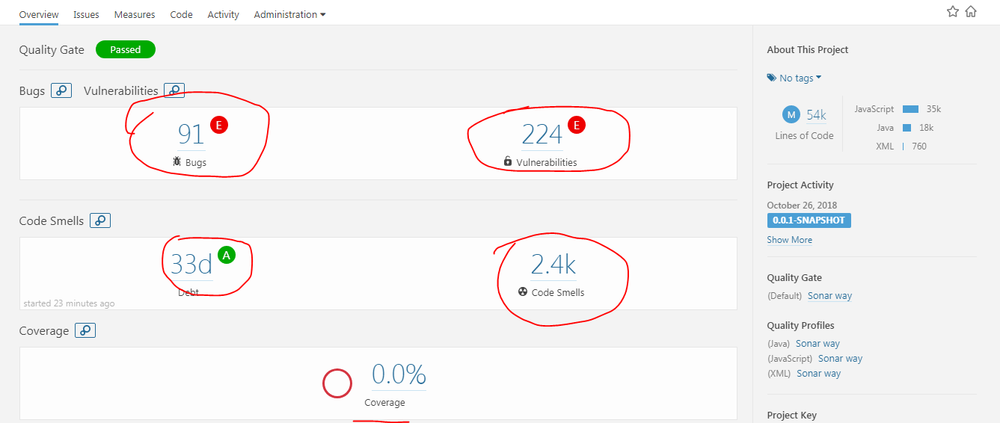 Overview Issues Measures Code Activity Administration
Quality Gate Passed
Bugs Vulnerabilities
91 E
Bugs
224 E
Vulnerabilities
Code Smells
33d A
Debt
started 23 minutes ago
2.4k
Code Smells
Coverage
0.0%
Coverage
About This Project
No tags
M 54k
Lines of Code
JavaScript 35k
Java 18k
XML 760
Project Activity
October 26, 2018
0.0.1-SNAPSHOT
Show More
Quality Gate
(Default) Sonar way
Quality Profiles
(Java) Sonar way
(JavaScript) Sonar way
(XML) Sonar way
Project Key